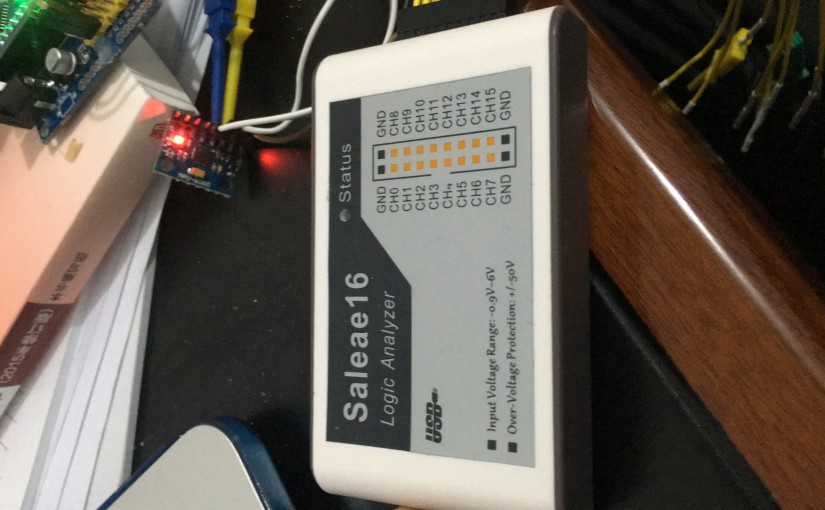 Saleae16
Logic Analyzer
Status
GND
CH8
CH9
CH10
CH11
CH12
CH13
CH14
CH15
GND
GND
CH0
CH1
CH2
CH3
CH4
CH5
CH6
CH7
GND
Input Voltage Range: -0.9V~6V
Over-Voltage Protection: +/-50V